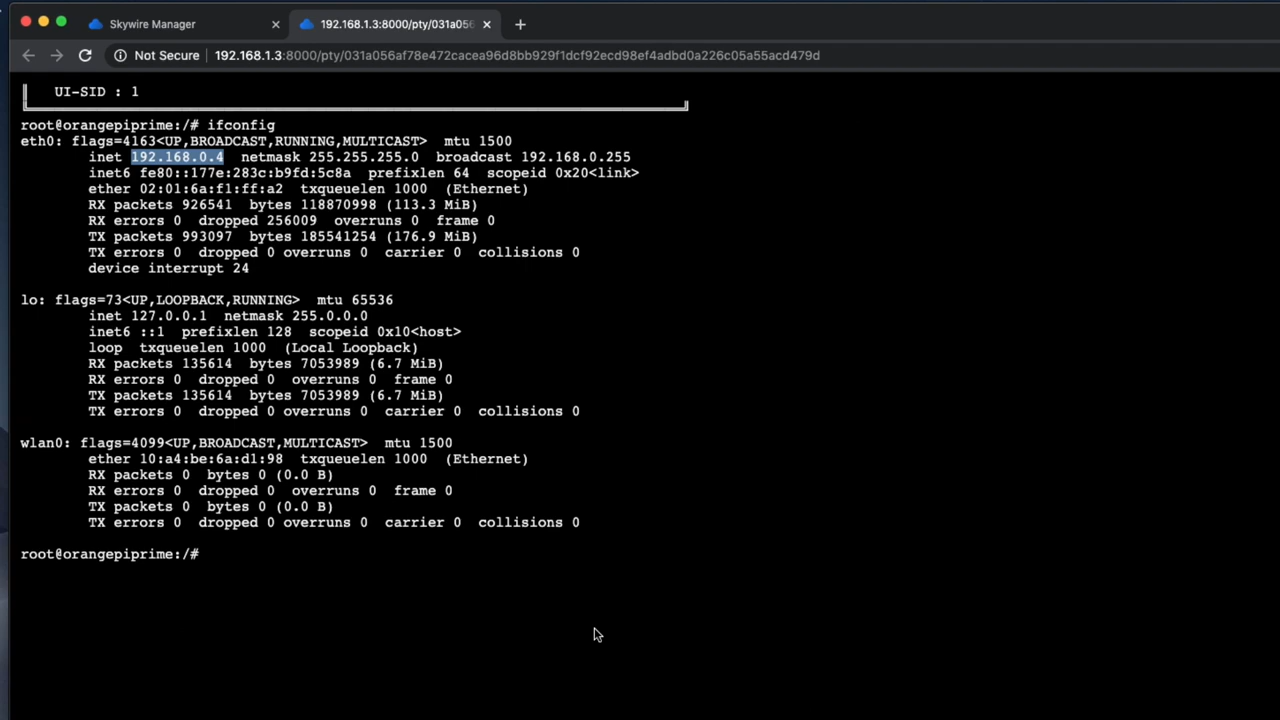 Skywire Manager
192.168.1.3:8000/pty/031a056
Not Secure
192.168.1.3:8000/pty/031a056af78e472cacea96d8bb929f1dcf92ecd98ef4adbd0a226c05a55acd479d
UI-SID : 1
root@orangepiprime:/# ifconfig
eth0: flags=4163<UP,BROADCAST,RUNNING,MULTICAST> mtu 1500
inet 192.168.0.4 netmask 255.255.255.0 broadcast 192.168.0.255
inet6 fe80::177e:283c:b9fd:5c8a prefixlen 64 scopeid 0x20<link>
ether 02:01:6a:f1:ff:a2 txqueuelen 1000 (Ethernet)
RX packets 926541 bytes 118870998 (113.3 MiB)
RX errors 0 dropped 256009 overruns 0 frame 0
TX packets 993097 bytes 185541254 (176.9 MiB)
TX errors 0 dropped 0 overruns 0 carrier 0 collisions 0
device interrupt 24
lo: flags=73<UP,LOOPBACK,RUNNING> mtu 65536
inet 127.0.0.1 netmask 255.0.0.0
inet6 ::1 prefixlen 128 scopeid 0x10<host>
loop txqueuelen 1000 (Local Loopback)
RX packets 135614 bytes 7053989 (6.7 MiB)
RX errors 0 dropped 0 overruns 0 frame 0
TX packets 135614 bytes 7053989 (6.7 MiB)
TX errors 0 dropped 0 overruns 0 carrier 0 collisions 0
wlan0: flags=4099<UP,BROADCAST,MULTICAST> mtu 1500
ether 10:a4:be:6a:d1:98 txqueuelen 1000 (Ethernet)
RX packets 0 bytes 0 (0.0 B)
RX errors 0 dropped 0 overruns 0 frame 0
TX packets 0 bytes 0 (0.0 B)
TX errors 0 dropped 0 overruns 0 carrier 0 collisions 0
root@orangepiprime:/#